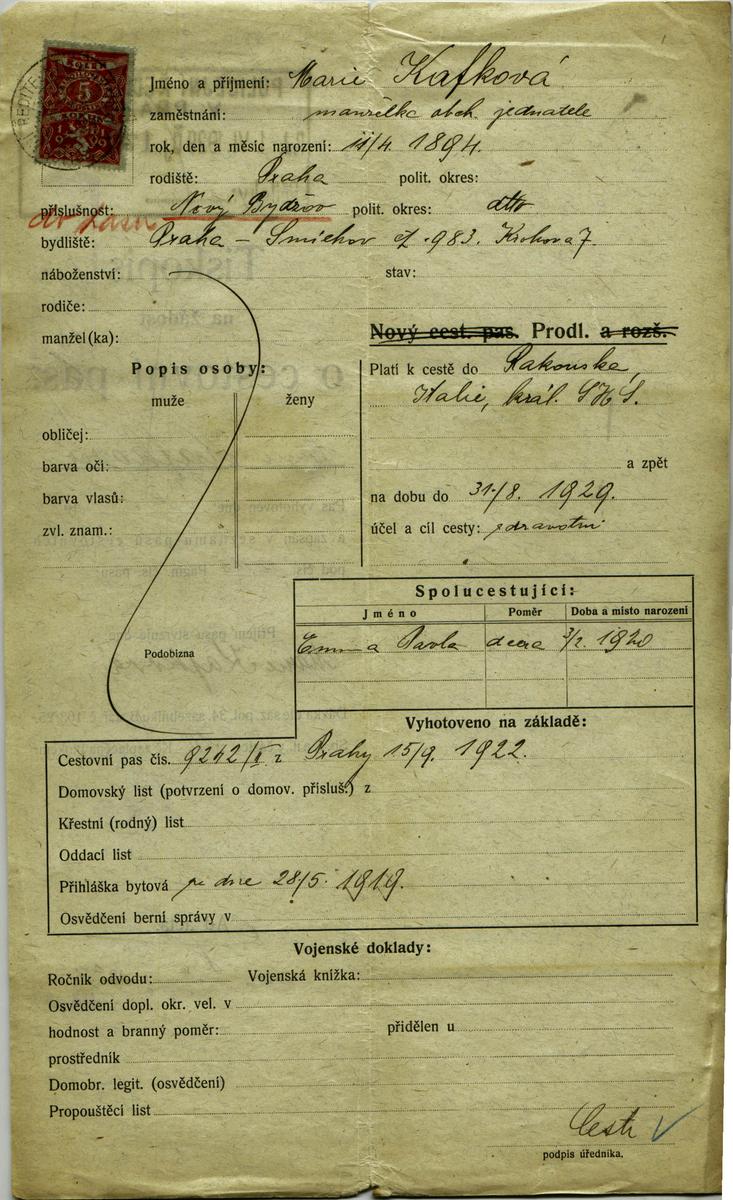 KOLEK
5
KOLEK
Jméno a příjmení: Marie Kafková
zaměstnání: manželka obch. jednatele
rok, den a měsíc narození: 11/4 1894.
rodiště: Praha polit. okres:
příslušnost: Nový Bydžov polit. okres: dtto
bydliště: Praha – Smíchov čp. 983. 7.
náboženství: stav:
rodiče:
manžel(ka):
Nový cest. pas. Prodl. a rozš.
Popis osoby:
muže ženy
obličej:
barva očí:
barva vlasů:
zvl. znam.:
Podobizna
Platí k cestě do Rakouska,
Italie, král. SHS.
a zpět
na dobu do 31./8. 1929.
účel a cíl cesty: zdravotní
Spolucestující:
Jméno Poměr Doba a místo narození
Emma Pavla dcera 3/2. 1920
Vyhotoveno na základě:
Cestovní pas čís. 9242/I z Prahy 15/9. 1922.
Domovský list (potvrzení o domov. přísluš.) z
Křestní (rodný) list
Oddací list
Přihláška bytová ze dne 28/5. 1919.
Osvědčení berní správy v
Vojenské doklady:
Ročník odvodu: Vojenská knížka:
Osvědčení dopl. okr. vel. v
hodnost a branný poměr: přidělen u
prostředník
Domobr. legit. (osvědčení)
Propouštěcí list
podpis úředníka.